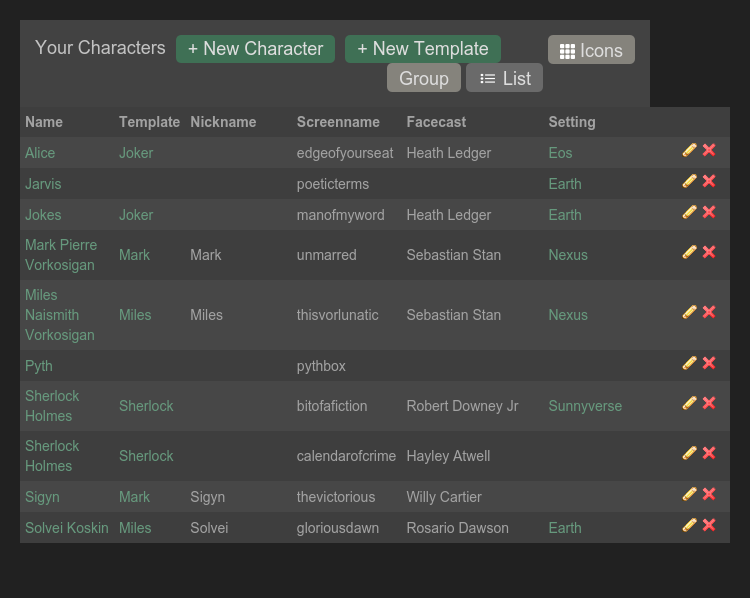 Your Characters + New Character + New Template Icons
Group List
Name Template Nickname Screenname Facecast Setting
Alice Joker edgeofyourseat Heath Ledger Eos
Jarvis poeticterms Earth
Jokes Joker manofmyword Heath Ledger Earth
Mark Pierre
Vorkosigan Mark Mark unmarred Sebastian Stan Nexus
Miles
Naismith Miles Miles thisvorlunatic Sebastian Stan Nexus
Vorkosigan
Pyth pythbox
Sherlock
Holmes Sherlock bitofafiction Robert Downey Jr Sunnyverse
Sherlock
Holmes Sherlock calendarofcrime Hayley Atwell
Sigyn Mark Sigyn thevictorious Willy Cartier
Solvei Koskin Miles Solvei gloriousdawn Rosario Dawson Earth